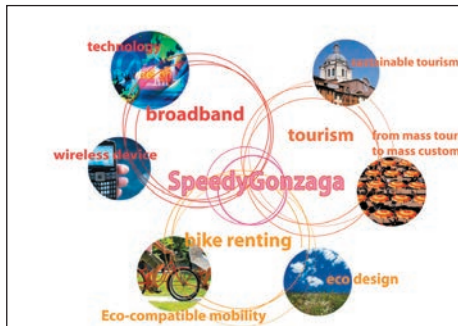 technology
sustainable tourism
broadband
tourism
from mass tour
to mass custom
wireless device
SpeedyGonzaga
bike renting
eco design
Eco-compatible mobility